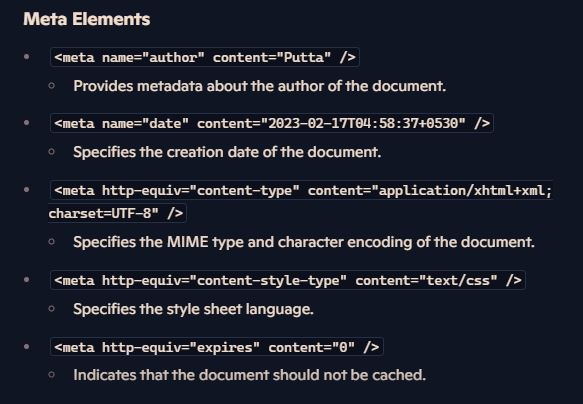 Meta Elements
<meta name="author" content="Putta" />
Provides metadata about the author of the document.
<meta name="date" content="2023-02-17T04:58:37+0530" />
Specifies the creation date of the document.
<meta http-equiv="content-type" content="application/xhtml+xml;
charset=UTF-8" />
Specifies the MIME type and character encoding of the document.
<meta http-equiv="content-style-type" content="text/css" />
Specifies the style sheet language.
<meta http-equiv="expires" content="0" />
Indicates that the document should not be cached.